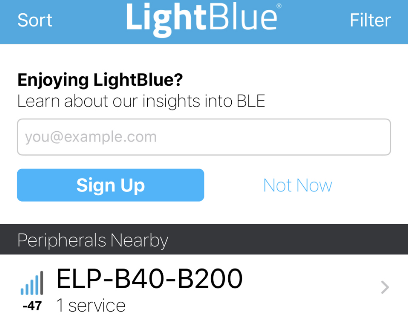 Sort LightBlue® Filter
Enjoying LightBlue?
Learn about our insights into BLE
you@example.com
Sign Up Not Now
Peripherals Nearby
ELP-B40-B200
-47 1 service